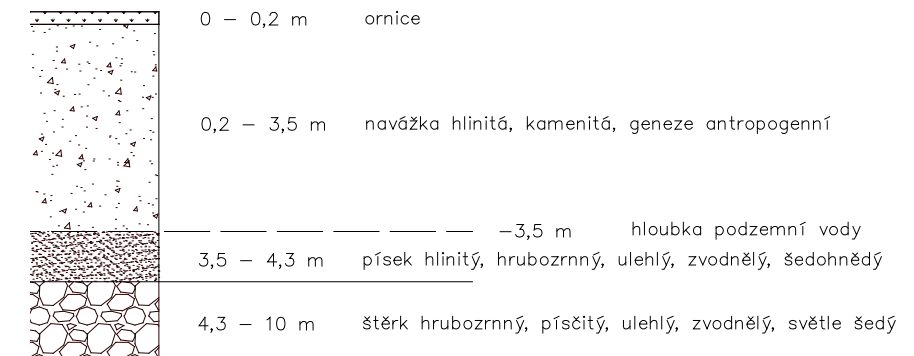 0 – 0,2 m ornice
0,2 – 3,5 m navážka hlinitá, kamenitá, geneze antropogenní
–3,5 m hloubka podzemní vody
3,5 – 4,3 m písek hlinitý, hrubozrnný, ulehlý, zvodnělý, šedohnědý
4,3 – 10 m štěrk hrubozrnný, písčitý, ulehlý, zvodnělý, světle šedý